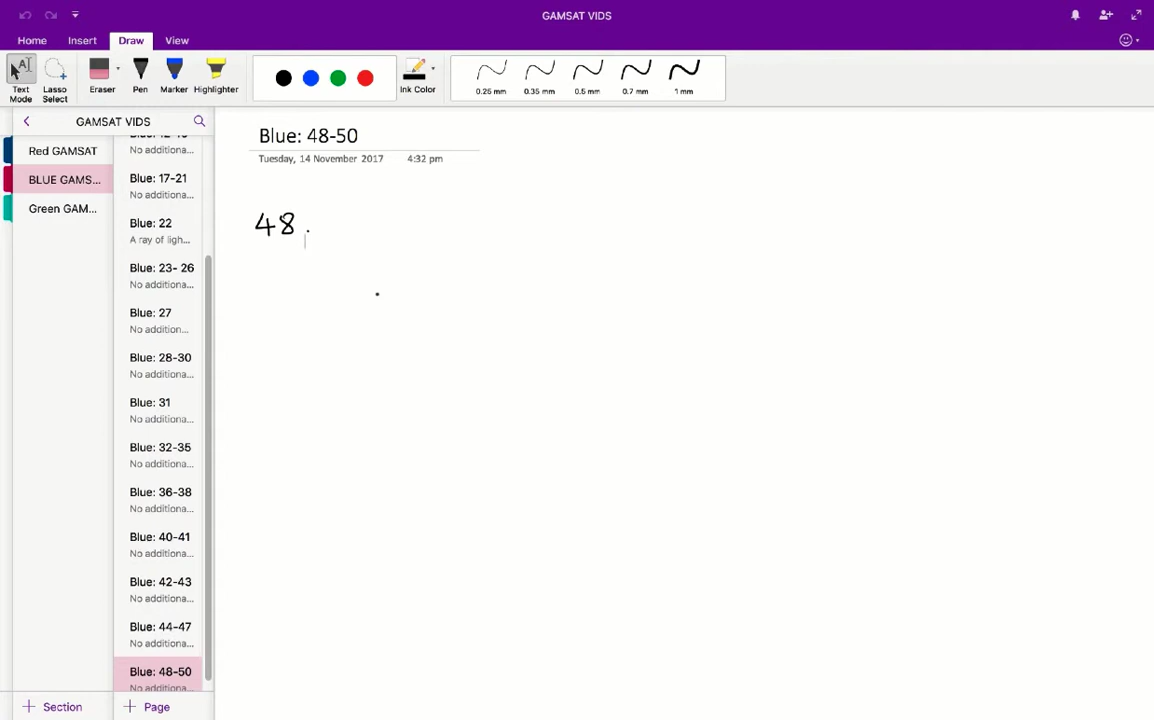 GAMSAT VIDS
Home Insert Draw View
Text Mode
Lasso Select
Eraser
Pen
Marker
Highlighter
Ink Color
0.25 mm
0.35 mm
0.5 mm
0.7 mm
1 mm
GAMSAT VIDS
Red GAMSAT
BLUE GAMS...
Green GAM...
No additiona...
Blue: 17-21
No additiona...
Blue: 22
A ray of ligh...
Blue: 23- 26
No additiona...
Blue: 27
No addition...
Blue: 28-30
No additiona...
Blue: 31
No additiona...
Blue: 32-35
No additiona...
Blue: 36-38
No additiona...
Blue: 40-41
No additiona...
Blue: 42-43
No additiona...
Blue: 44-47
No additiona...
Blue: 48-50
No additiona...
+ Section
+ Page
Blue: 48-50
Tuesday, 14 November 2017 4:32 pm
48.